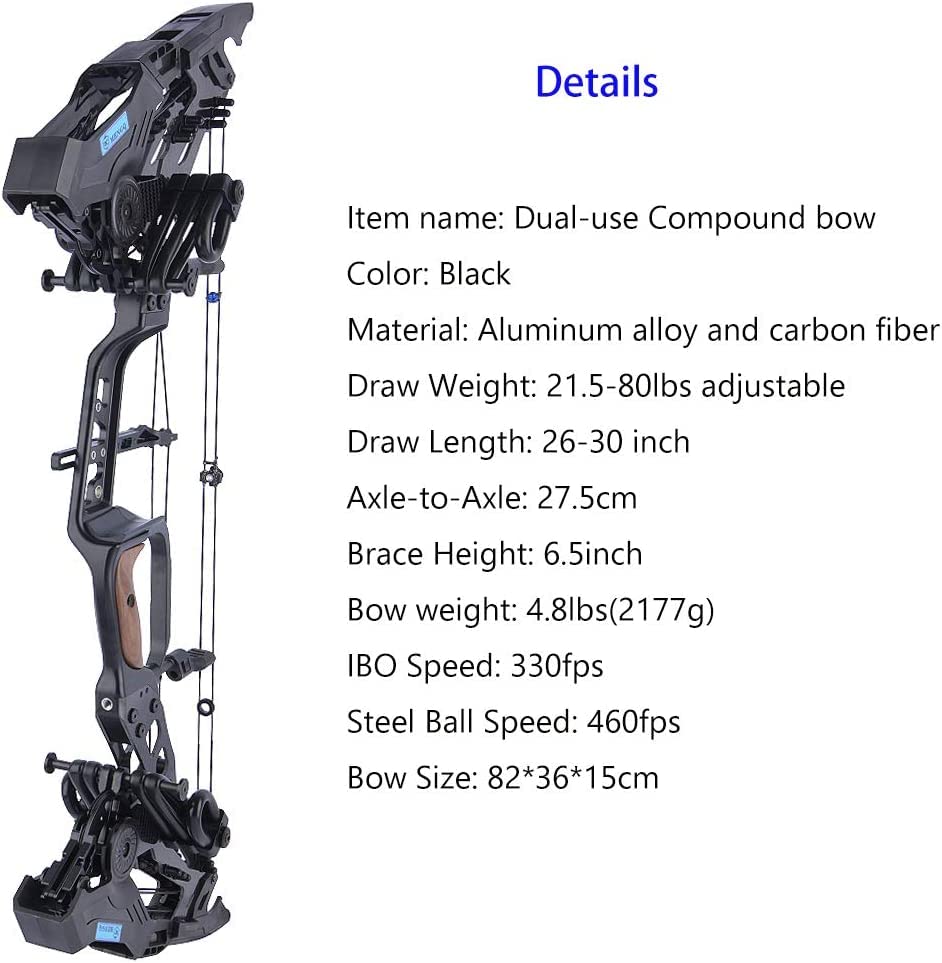 Details
Item name: Dual-use Compound bow
Color: Black
Material: Aluminum alloy and carbon fiber
Draw Weight: 21.5-80lbs adjustable
Draw Length: 26-30 inch
Axle-to-Axle: 27.5cm
Brace Height: 6.5inch
Bow weight: 4.8lbs(2177g)
IBO Speed: 330fps
Steel Ball Speed: 460fps
Bow Size: 82*36*15cm